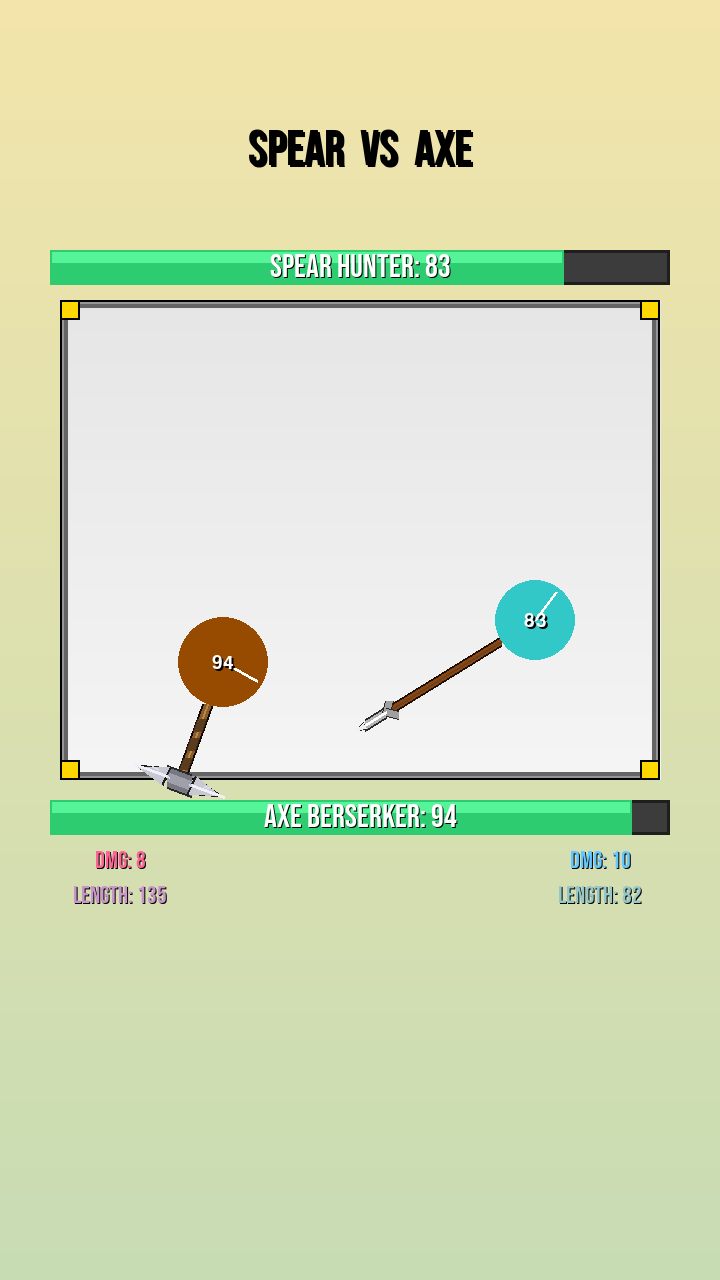 SPEAR VS AXE
SPEAR HUNTER: 83
83
94
AXE BERSERKER: 94
DMG: 8
DMG: 10
LENGTH: 135
LENGTH: 82